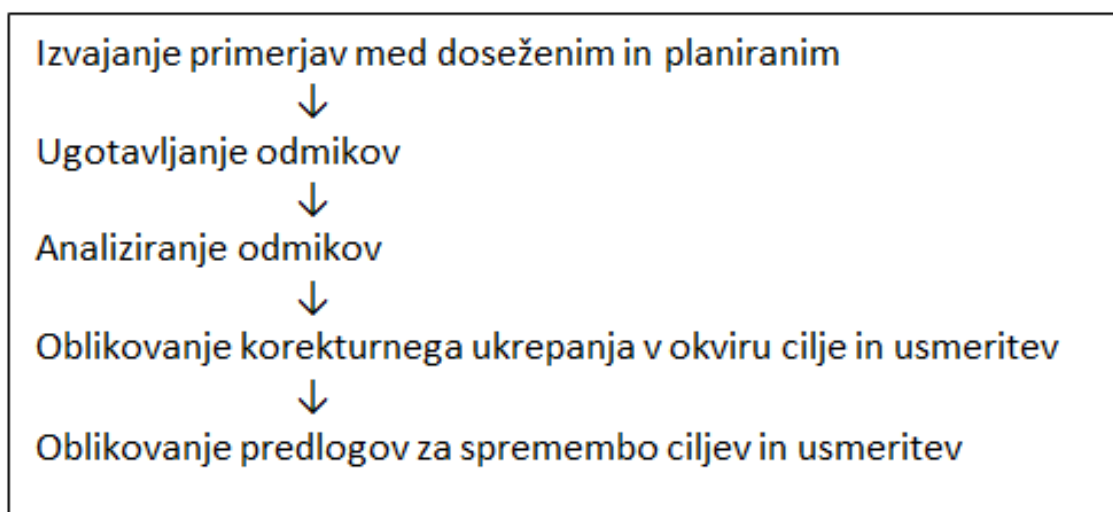 Izvajanje primerjav med doseženim in planiranim
↓
Ugotavljanje odmikov
↓
Analiziranje odmikov
↓
Oblikovanje korekturnega ukrepanja v okviru cilje in usmeritev
↓
Oblikovanje predlogov za spremembo ciljev in usmeritev